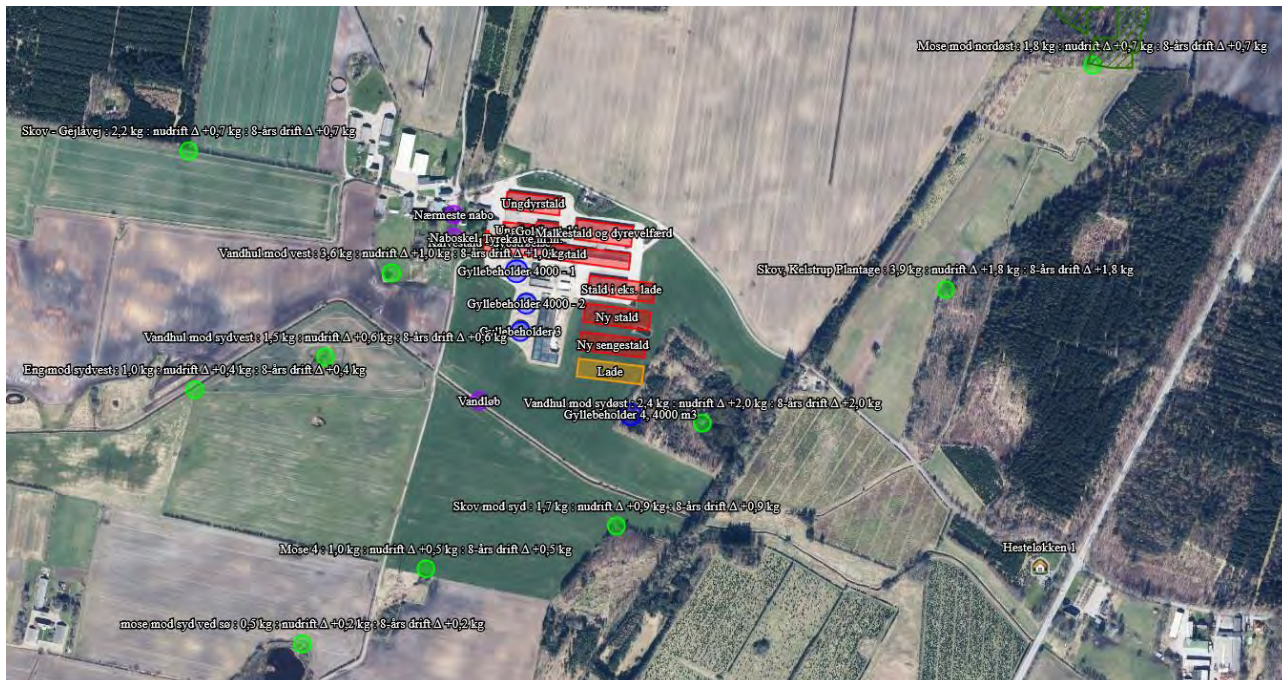 Mose mod nordøst : 1,8 kg : nudrift Δ +0,7 kg : 8-års drift Δ +0,7 kg
Skov - Gejlåvej : 2,2 kg : nudrift Δ +0,7 kg : 8-års drift Δ +0,7 kg
Ungdyrstald
Nærmeste nabo
Malkestald og dyrevelfærd
Naboskel
Tyrekalve m.m.
Vandhul mod vest : 3,6 kg : nudrift Δ +1,0 kg : 8-års drift Δ +1,0 kg
Gyllebeholder 4000 - 1
Skov, Kelstrup Plantage : 3,9 kg : nudrift Δ +1,8 kg : 8-års drift Δ +1,8 kg
Stald i eks. lade
Gyllebeholder 4000 - 2
Ny stald
Gyllebeholder 3
Vandhul mod sydvest : 1,5 kg : nudrift Δ +0,6 kg : 8-års drift Δ +0,6 kg
Ny sengestald
Eng mod sydvest : 1,0 kg : nudrift Δ +0,4 kg : 8-års drift Δ +0,4 kg
Lade
Vandløb
Vandhul mod sydøst : 2,4 kg : nudrift Δ +2,0 kg : 8-års drift Δ +2,0 kg
Gyllebeholder 4, 4000 m3
Skov mod syd : 1,7 kg : nudrift Δ +0,9 kg : 8-års drift Δ +0,9 kg
Mose 4 : 1,0 kg : nudrift Δ +0,5 kg : 8-års drift Δ +0,5 kg
Hesteløkken 1
mose mod syd ved sø : 0,5 kg : nudrift Δ +0,2 kg : 8-års drift Δ +0,2 kg